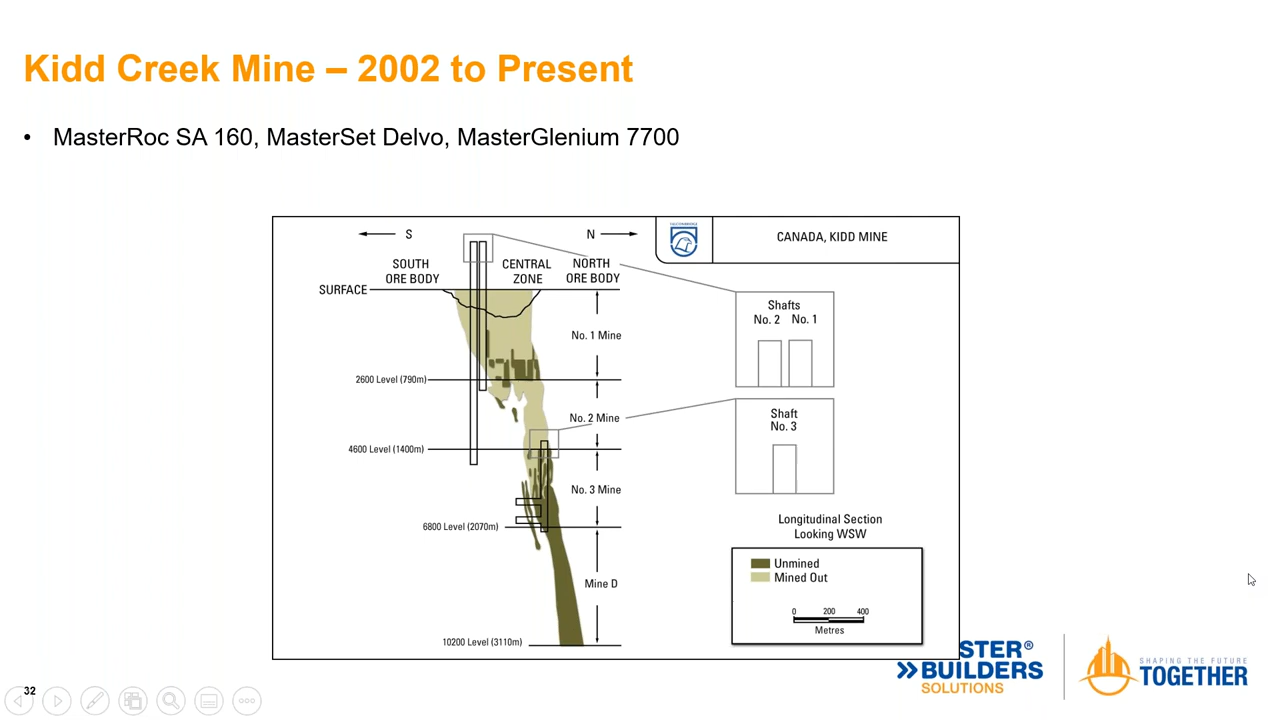 Kidd Creek Mine – 2002 to Present
• MasterRoc SA 160, MasterSet Delvo, MasterGlenium 7700
S
N
CANADA, KIDD MINE
SOUTH
ORE BODY
CENTRAL
ZONE
NORTH
ORE BODY
SURFACE
Shafts
No. 2 No. 1
No. 1 Mine
2600 Level (790m)
No. 2 Mine
Shaft
No. 3
4600 Level (1400m)
No. 3 Mine
6800 Level (2070m)
Longitudinal Section
Looking WSW
Unmined
Mined Out
Mine D
0 200 400
Metres
10200 Level (3110m)
STER®
BUILDERS
SOLUTIONS
SHAPING THE FUTURE
TOGETHER
32